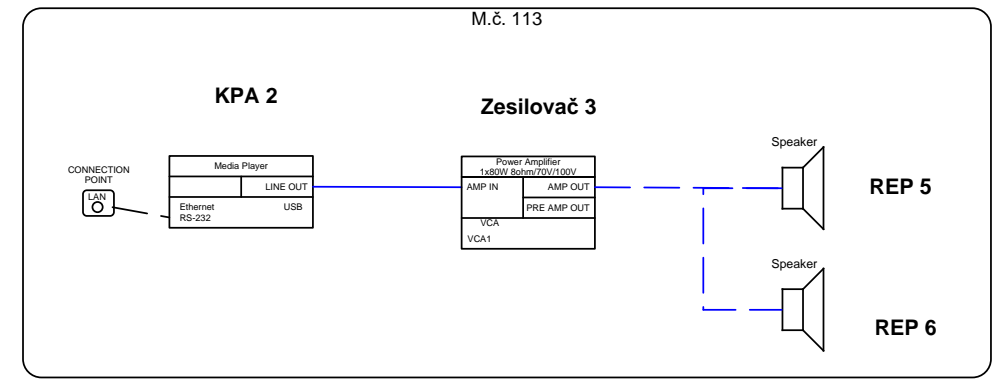 M.č. 113
KPA 2
Zesilovač 3
CONNECTION
POINT
LAN
Media Player
LINE OUT
Ethernet
USB
RS-232
Power Amplifier
1x80W 8ohm/70V/100V
AMP IN
AMP OUT
PRE AMP OUT
VCA
VCA1
Speaker
REP 5
Speaker
REP 6